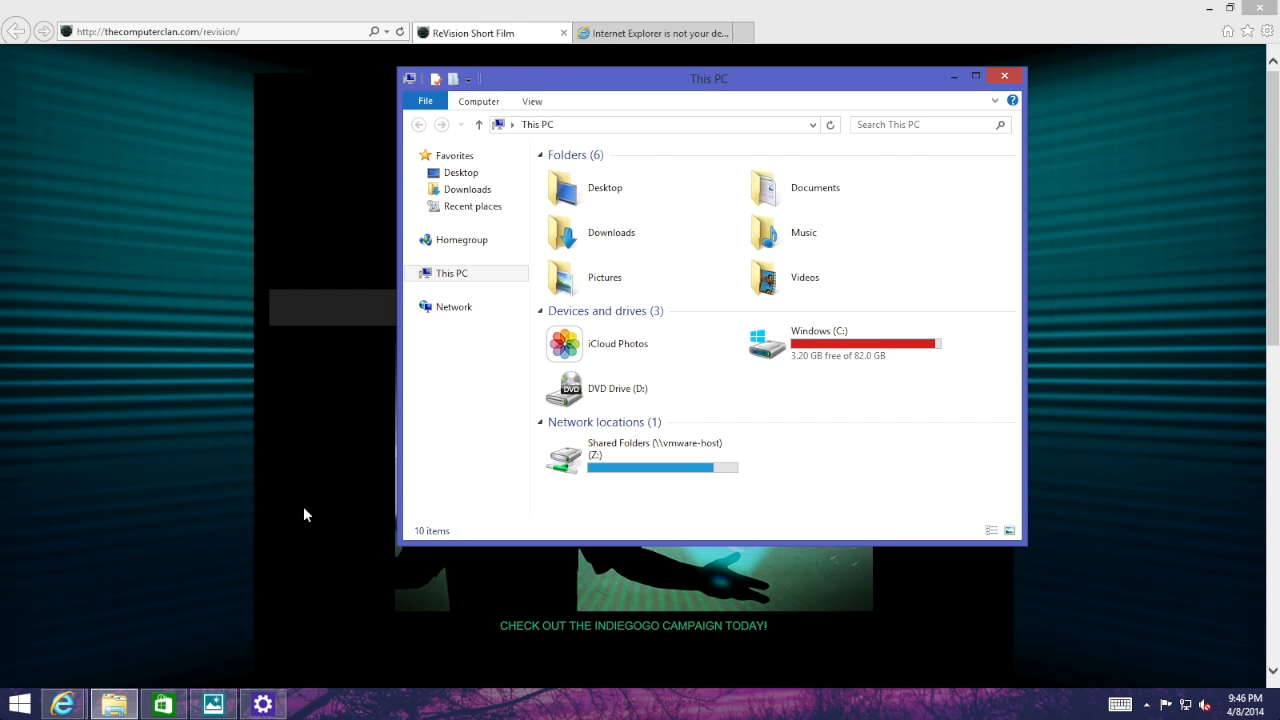 http://thecomputerclan.com/revision/
ReVision Short Film
Internet Explorer is not your de...
This PC
File
Computer
View
This PC
Search This PC
Favorites
Desktop
Downloads
Recent places
Homegroup
This PC
Network
Folders (6)
Desktop
Documents
Downloads
Music
Pictures
Videos
Devices and drives (3)
iCloud Photos
Windows (C:)
3.20 GB free of 82.0 GB
DVD
DVD Drive (D:)
Network locations (1)
Shared Folders (\\vmware-host)
(Z:)
10 items
CHECK OUT THE INDIEGOGO CAMPAIGN TODAY!
9:46 PM
4/8/2014